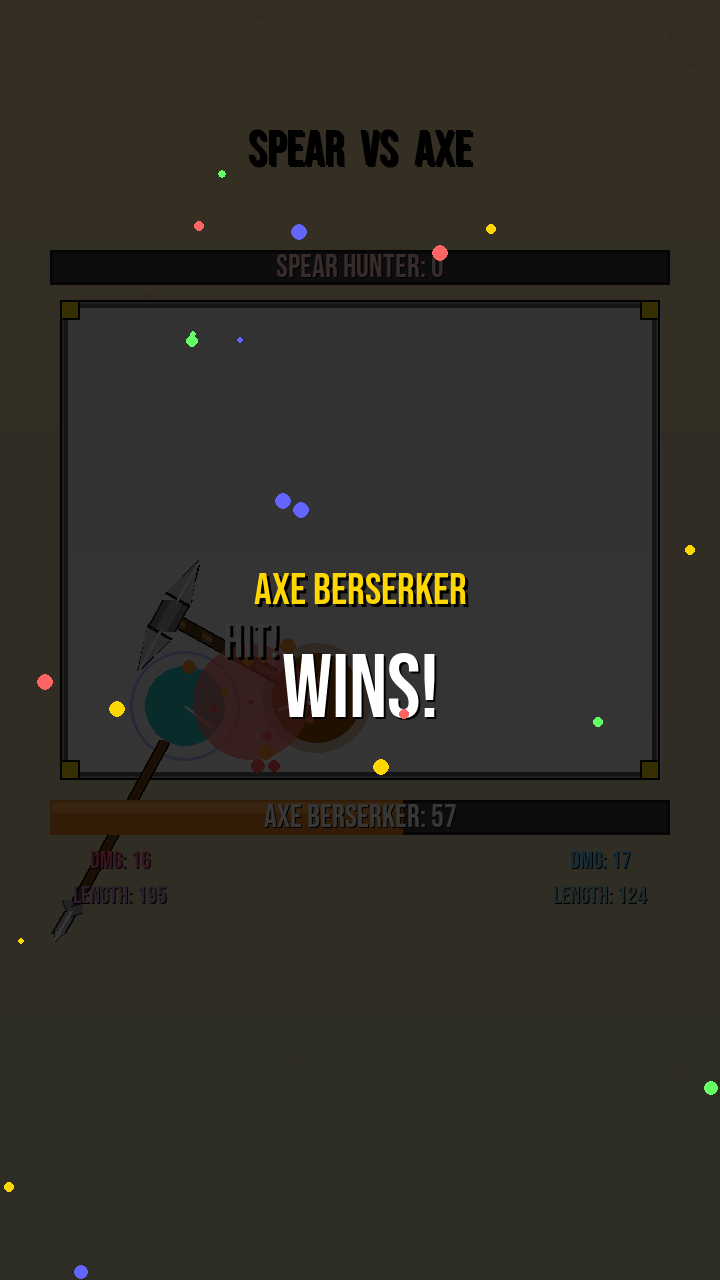 SPEAR VS AXE
SPEAR HUNTER: 0
AXE BERSERKER
HIT!
WINS!
AXE BERSERKER: 57
DMG: 16
DMG: 17
LENGTH: 195
LENGTH: 124